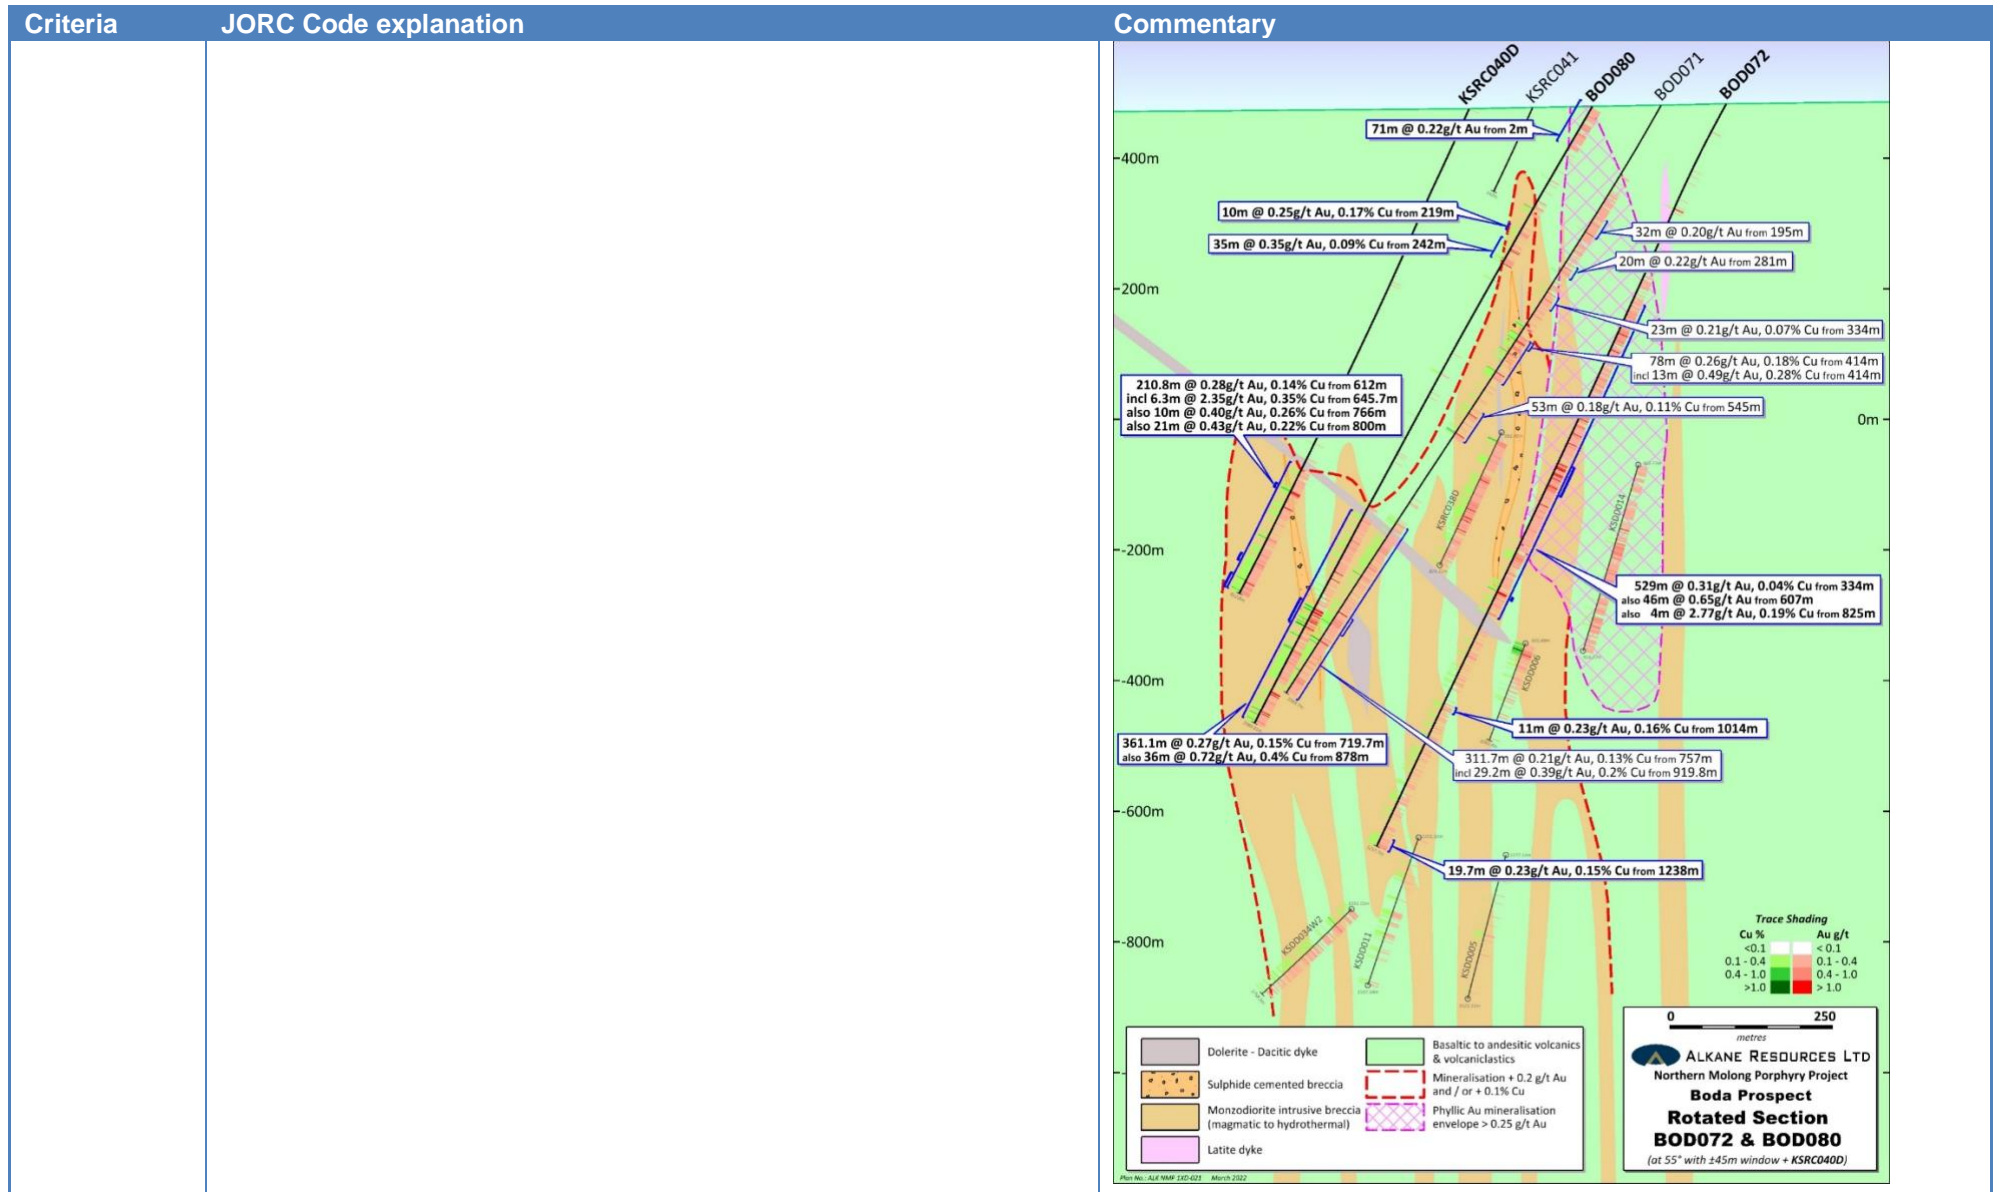 Criteria
JORC Code explanation
Commentary
KSRC040D
KSRC041
BOD080
BOD071
BOD072
71m @ 0.22g/t Au from 2m
400m
10m @ 0.25g/t Au, 0.17% Cu from 219m
35m @ 0.35g/t Au, 0.09% Cu from 242m
32m @ 0.20g/t Au from 195m
20m @ 0.22g/t Au from 281m
200m
23m @ 0.21g/t Au, 0.07% Cu from 334m
78m @ 0.26g/t Au, 0.18% Cu from 414m
incl 13m @ 0.49g/t Au, 0.28% Cu from 414m
210.8m @ 0.28g/t Au, 0.14% Cu from 612m
incl 6.3m @ 2.35g/t Au, 0.35% Cu from 645.7m
also 10m @ 0.40g/t Au, 0.26% Cu from 766m
also 21m @ 0.43g/t Au, 0.22% Cu from 800m
53m @ 0.18g/t Au, 0.11% Cu from 545m
0m
KSRC038D
KSDD014
-200m
529m @ 0.31g/t Au, 0.04% Cu from 334m
also 46m @ 0.65g/t Au from 607m
also 4m @ 2.77g/t Au, 0.19% Cu from 825m
KSDD006
-400m
11m @ 0.23g/t Au, 0.16% Cu from 1014m
361.1m @ 0.27g/t Au, 0.15% Cu from 719.7m
also 36m @ 0.72g/t Au, 0.4% Cu from 878m
311.7m @ 0.21g/t Au, 0.13% Cu from 757m
incl 29.2m @ 0.39g/t Au, 0.2% Cu from 919.8m
-600m
19.7m @ 0.23g/t Au, 0.15% Cu from 1238m
KSDD034W2
KSDD011
KSDD005
-800m
Trace Shading
Cu % Au g/t
<0.1 < 0.1
0.1 - 0.4 0.1 - 0.4
0.4 - 1.0 0.4 - 1.0
>1.0 > 1.0
Dolerite - Dacitic dyke
Sulphide cemented breccia
Monzodiorite intrusive breccia
(magmatic to hydrothermal)
Latite dyke
Basaltic to andesitic volcanics
& volcaniclastics
Mineralisation + 0.2 g/t Au
and / or + 0.1% Cu
Phyllic Au mineralisation
envelope > 0.25 g/t Au
0 250
metres
ALKANE RESOURCES LTD
Northern Molong Porphyry Project
Boda Prospect
Rotated Section
BOD072 & BOD080
(at 55° with ±45m window + KSRC040D)
Plan No.: ALK NMP 1XD-021 March 2022